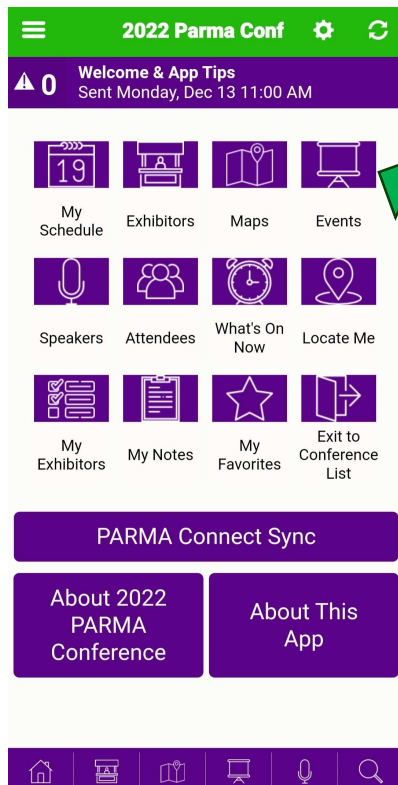 2022 Parma Conf
0
Welcome & App Tips
Sent Monday, Dec 13 11:00 AM
19
My
Schedule
Exhibitors
Maps
Events
Speakers
Attendees
What's On
Now
Locate Me
My
Exhibitors
My Notes
My
Favorites
Exit to
Conference
List
PARMA Connect Sync
About 2022
PARMA
Conference
About This
App